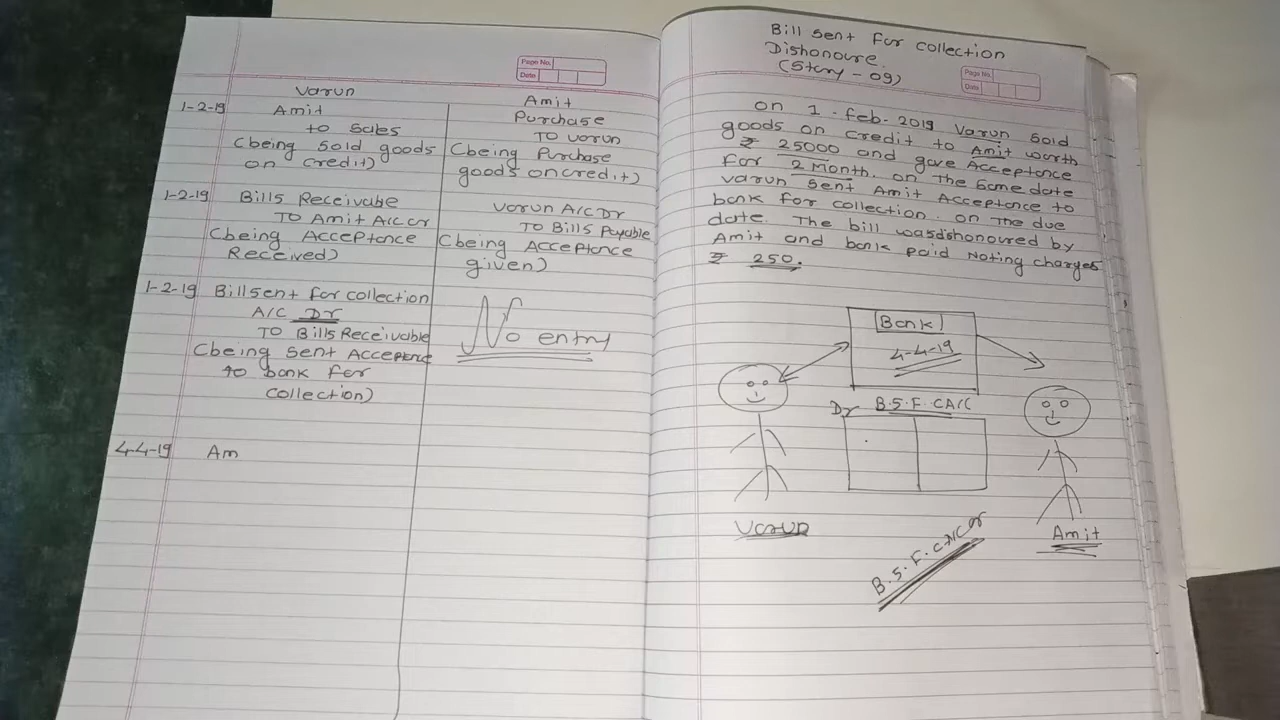 Varun
1-2-19 Amit
to Sales
(being Sold goods
on Credit)
1-2-19 Bills Receivable
TO Amit A/C cr
(being Acceptance
Received)
1-2-19 Bill sent for collection
A/C Dr
TO Bills Receivable
(being Sent Acceptance
to bank for
Collection)
4-4-19 Am
Amit
Purchase
TO Varun
(being Purchase
goods on credit)
Varun A/C Dr
TO Bills Payable
(being Acceptance
given)
No entry
Page No.
Date
Bill sent for collection
Dishonoure
(Story - 09)
Page No.
Date
on 1. feb. 2019 Varun Sold
goods on credit to Amit worth
₹ 25000 and gave Acceptance
For 2 Month. on The Same date
Varun Sent Amit Acceptance to
bank for Collection. on The due
date. The bill was dishonoured by
Amit and bank paid Noting charges
₹ 250.
Bank
4-4-19
Dr B.S.F.C A/C
Varun
Amit
B.S.F.C A/C cr